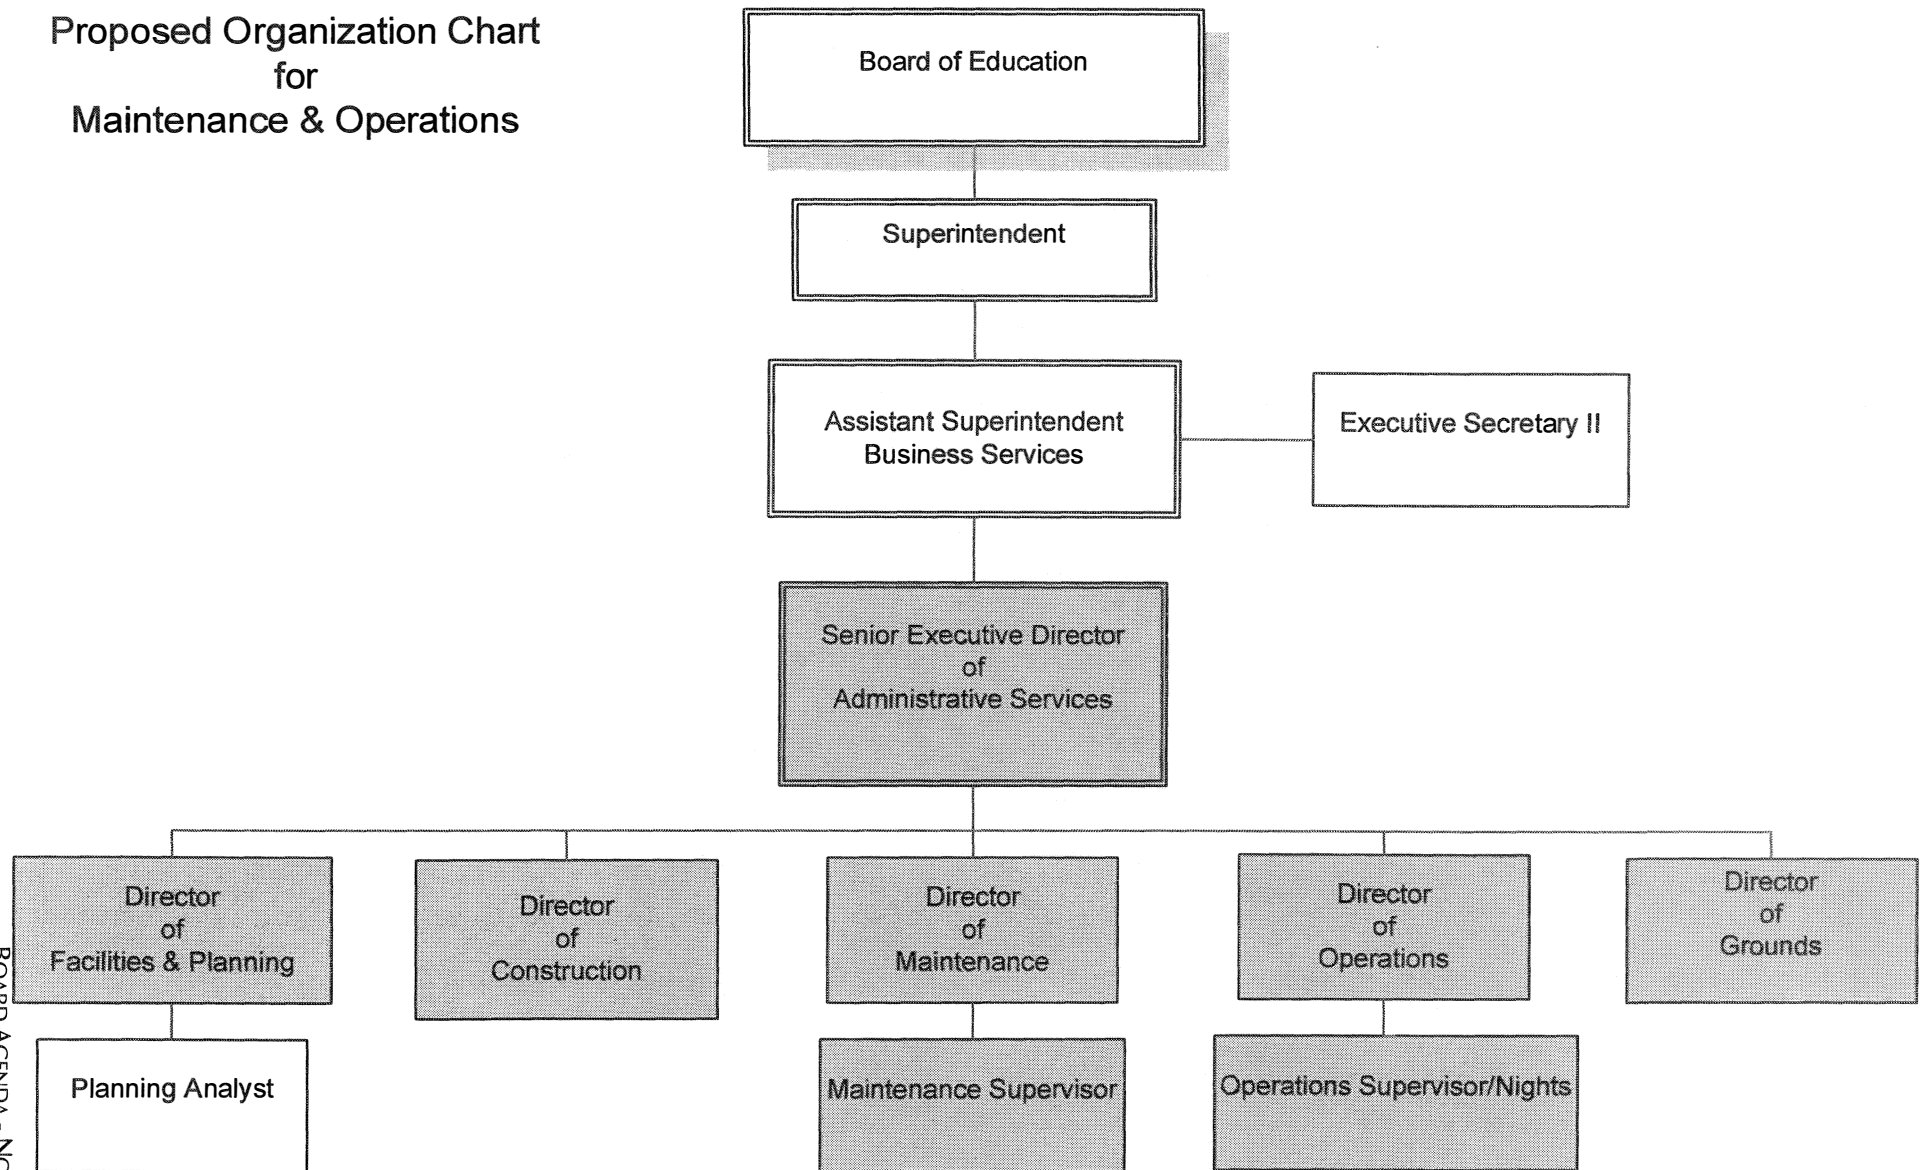 Proposed Organization Chart
for
Maintenance & Operations
Board of Education
Superintendent
Assistant Superintendent
Business Services
Executive Secretary II
Senior Executive Director
of
Administrative Services
Director
of
Facilities & Planning
Director
of
Construction
Director
of
Maintenance
Director
of
Operations
Director
of
Grounds
Planning Analyst
Maintenance Supervisor
Operations Supervisor/Nights
BOARD AGENDA -